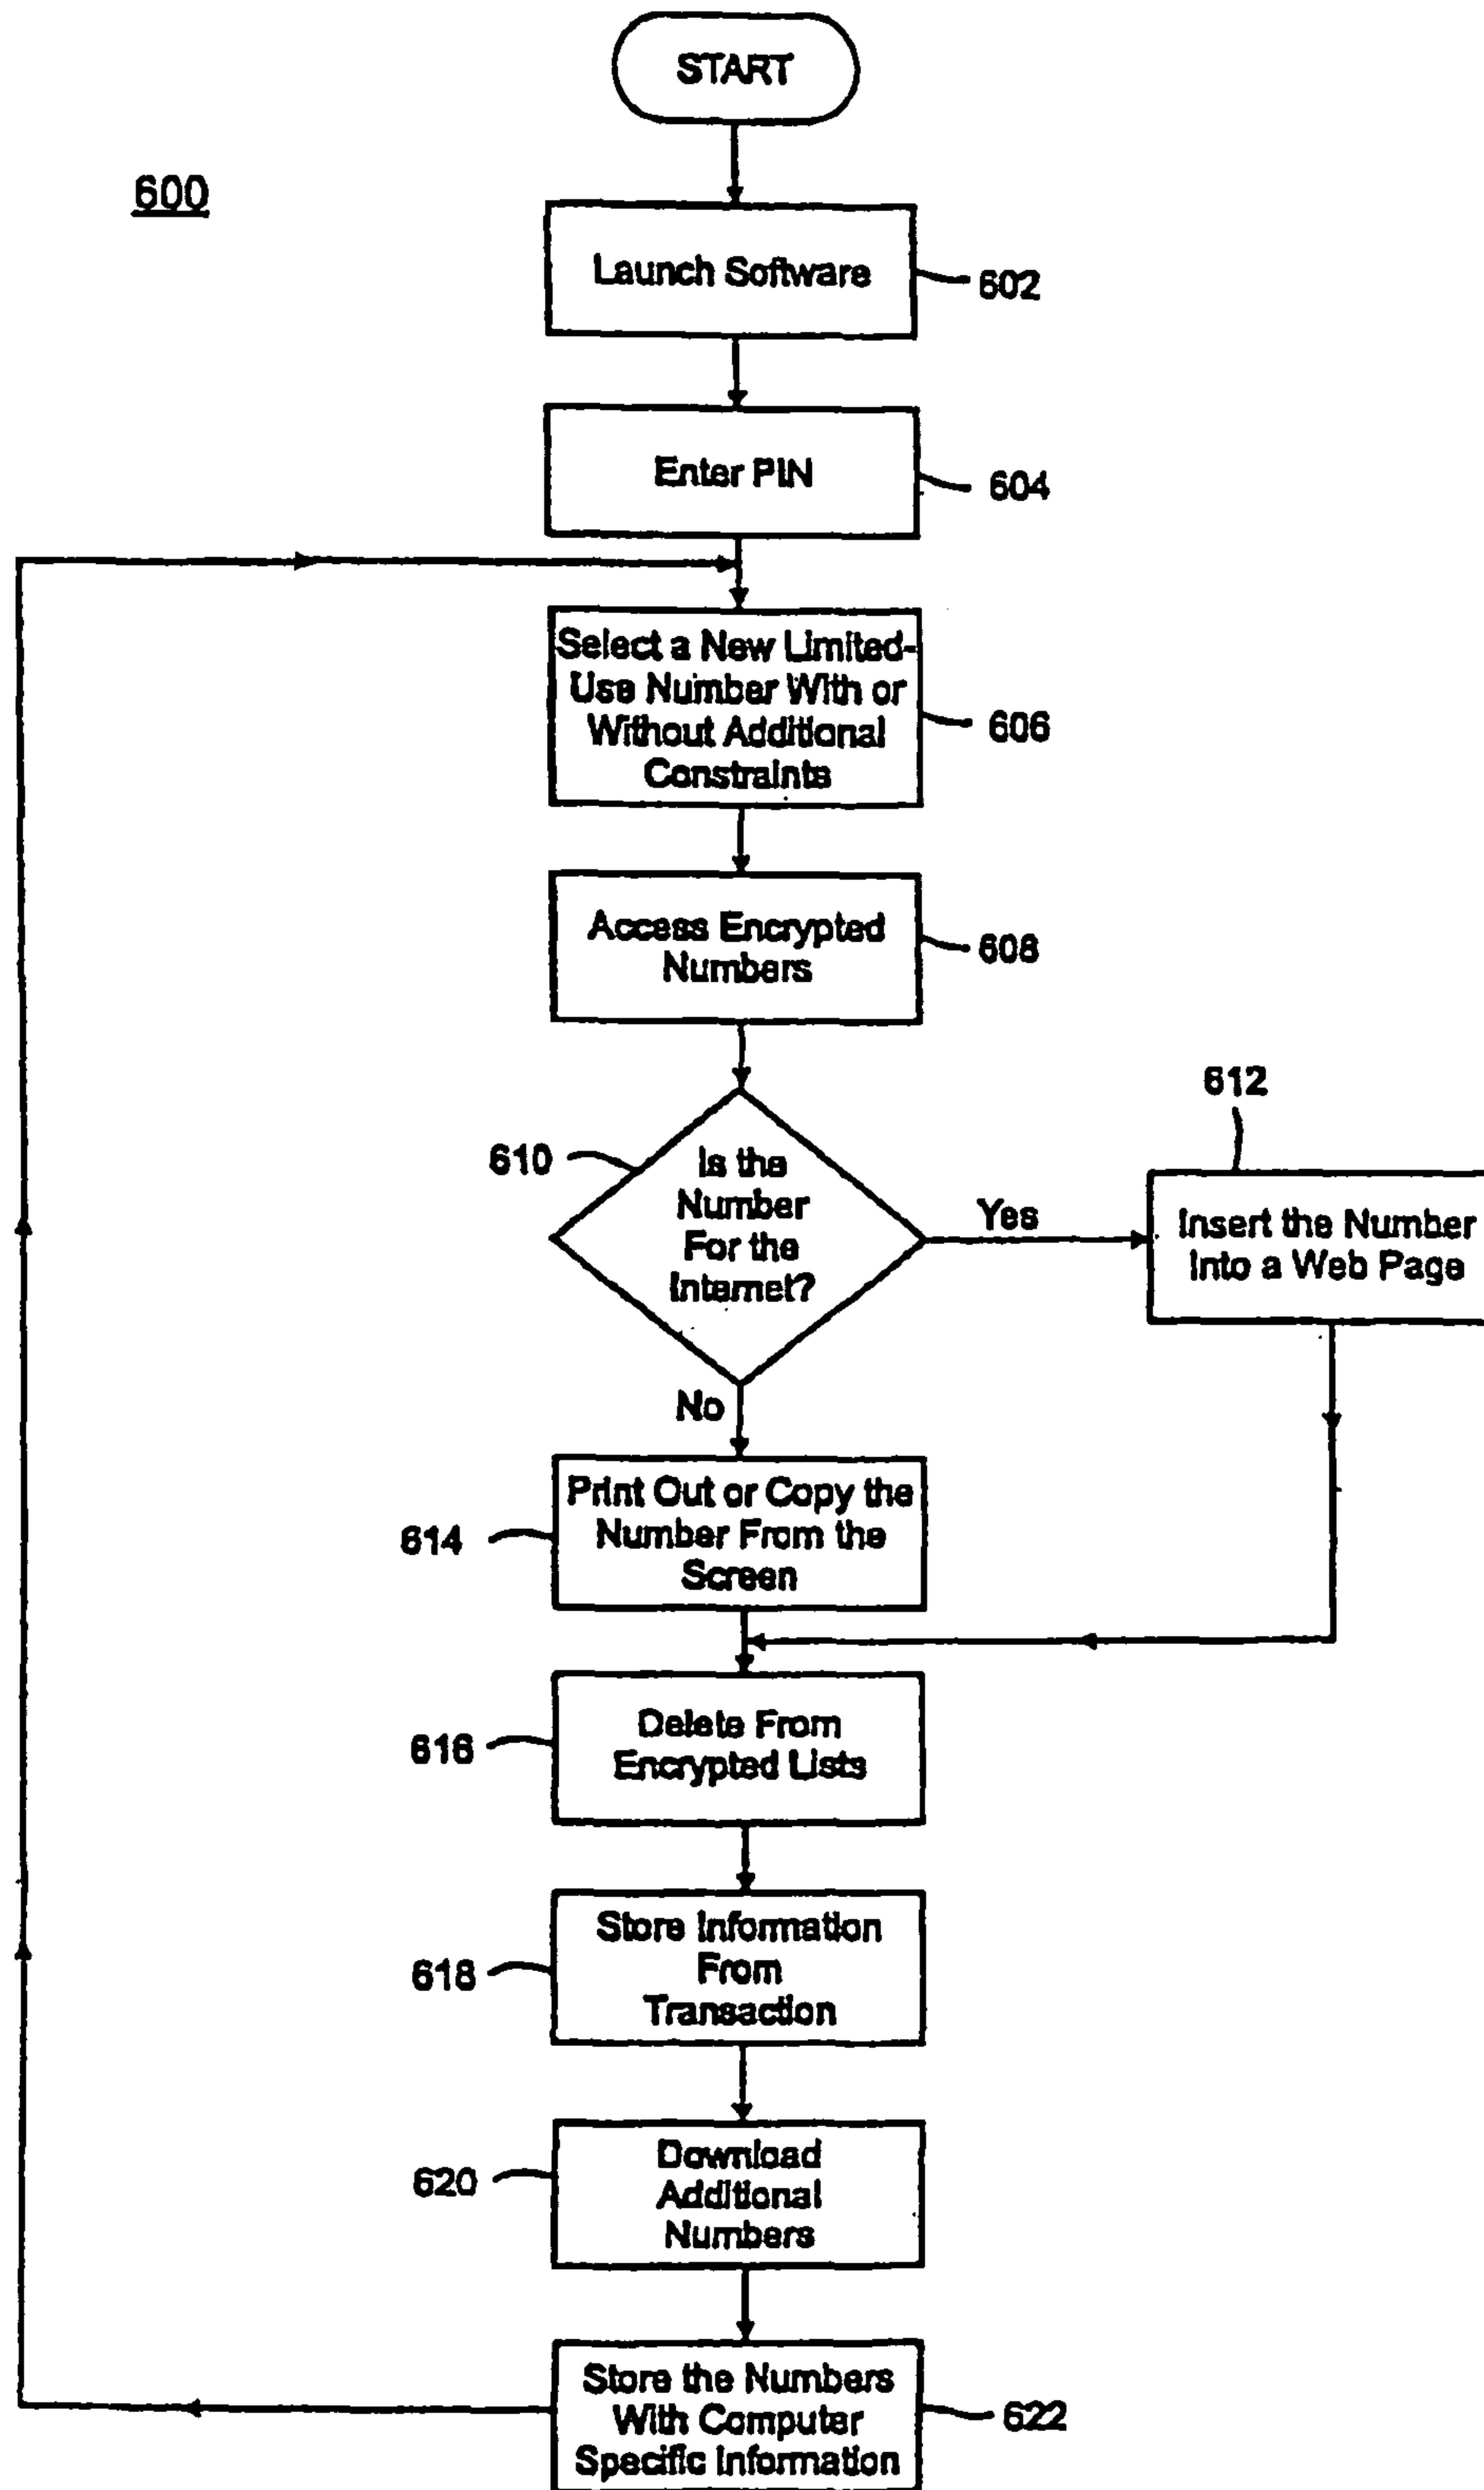 START
600
Launch Software
602
Enter PIN
604
Select a New Limited-
Use Number With or
Without Additional
Constraints
606
Access Encrypted
Numbers
608
610
Is the
Number
For the
Internet?
Yes
612
Insert the Number
Into a Web Page
No
614
Print Out or Copy the
Number From the
Screen
616
Delete From
Encrypted Lists
618
Store Information
From
Transaction
620
Download
Additional
Numbers
Store the Numbers
With Computer
Specific Information
622